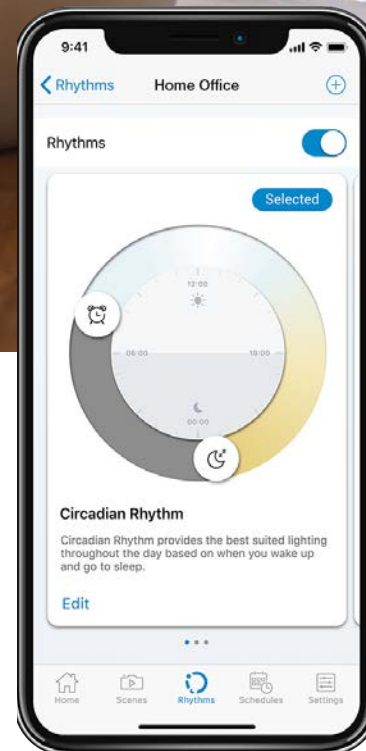 9:41
Rhythms
Home Office
Rhythms
Selected
12:00
06:00
18:00
00:00
Circadian Rhythm
Circadian Rhythm provides the best suited lighting
throughout the day based on when you wake up
and go to sleep.
Edit
Home
Scenes
Rhythms
Schedules
Settings